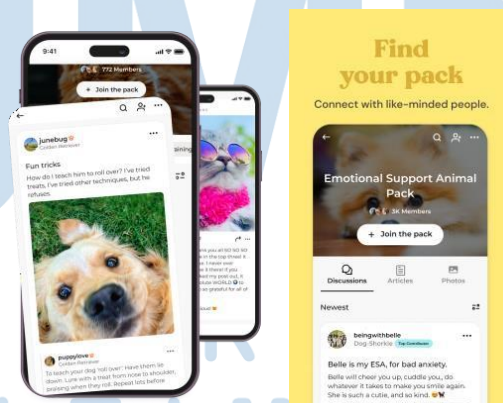 9:41
772 Members
+ Join the pack
junebug
Golden Retriever
Fun tricks
How do I teach him to roll over? I've tried
treats, I've tried other techniques, but he
refuses.
puppylove
Golden Retriever
To teach your dog 'roll over': Have them lie
down. Lure with a treat from nose to shoulder,
praising when they roll. Repeat lots before
Find
your pack
Connect with like-minded people.
Emotional Support Animal
Pack
3K Members
+ Join the pack
Discussions
Articles
Photos
Newest
beingwithbelle
Dog-Shorkie Top Contributor
Belle is my ESA, for bad anxiety.
Belle will cheer you up, cuddle you, do
whatever it takes to make you smile again.
She is such a cutie, and so kind.